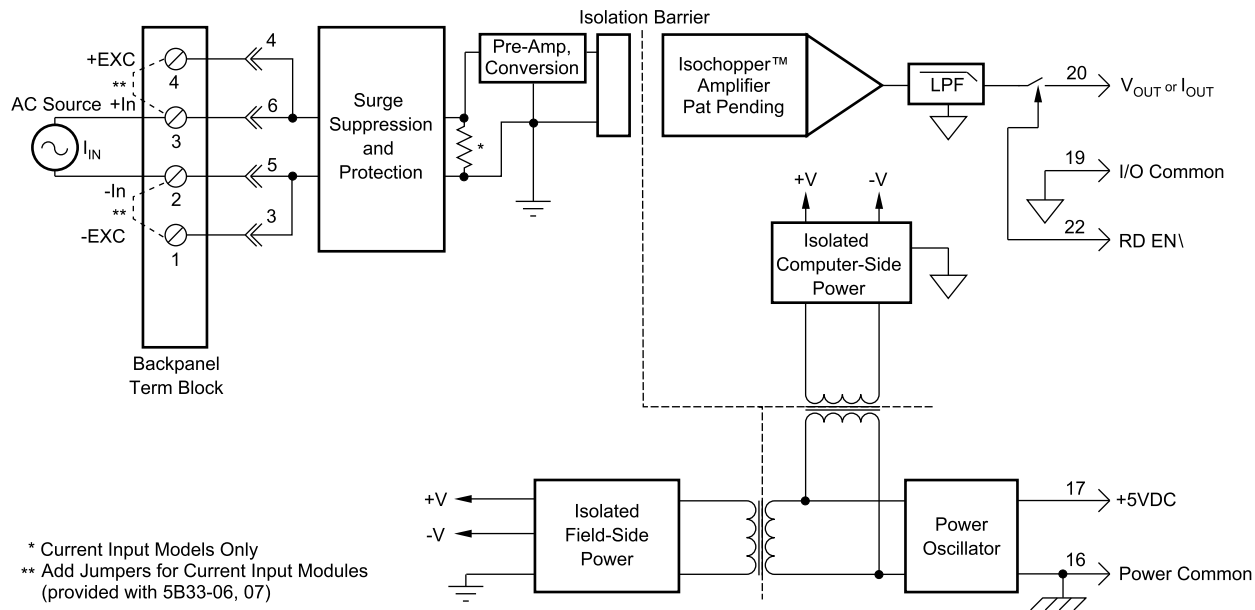 Isolation Barrier
+EXC
4
4
**
AC Source
+In
6
3
I_IN
5
-In
2
**
3
-EXC
1
Backpanel
Term Block
Surge
Suppression
and
Protection
Pre-Amp,
Conversion
*
Isochopper™
Amplifier
Pat Pending
LPF
20
V_OUT or I_OUT
19
I/O Common
22
RD EN\
+V
-V
Isolated
Computer-Side
Power
+V
-V
Isolated
Field-Side
Power
Power
Oscillator
17
+5VDC
16
Power Common
* Current Input Models Only
** Add Jumpers for Current Input Modules
(provided with 5B33-06, 07)